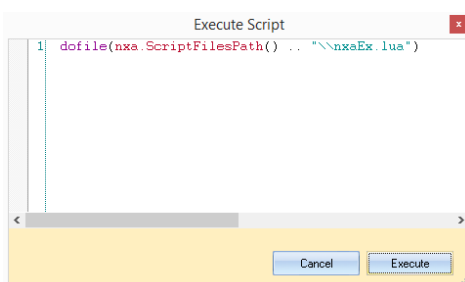 Execute Script
x
1 dofile(nxa.ScriptFilesPath() .. "\\nxaEx.lua")
Cancel Execute